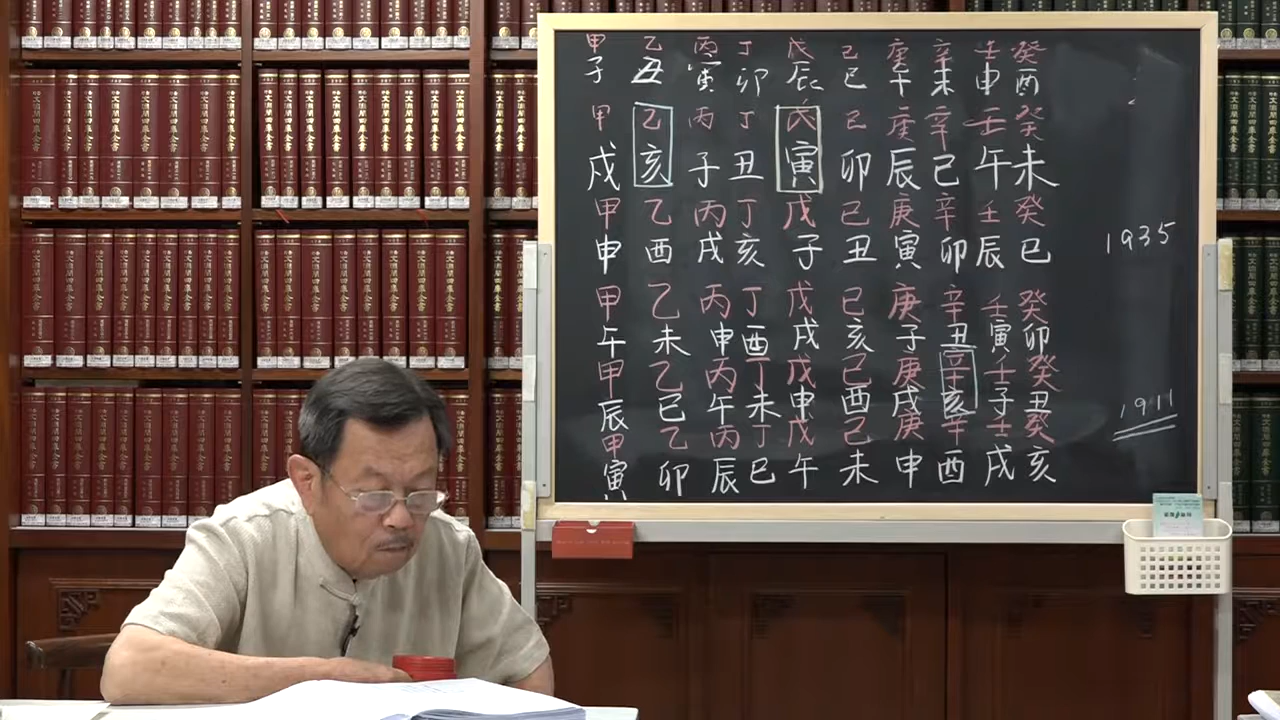 甲 乙 丙 丁 戊 己 庚 辛 壬 癸
子 丑 寅 卯 辰 巳 午 未 申 酉
甲 乙 丙 丁 戊 己 庚 辛 壬 癸
戌 亥 子 丑 寅 卯 辰 巳 午 未
甲 乙 丙 丁 戊 己 庚 辛 壬 癸
申 酉 戌 亥 子 丑 寅 卯 辰 巳
1935
甲 乙 丙 丁 戊 己 庚 辛 壬 癸
午 未 申 酉 戌 亥 子 丑 寅 卯
甲 乙 丙 丁 戊 己 庚 辛 壬 癸
辰 巳 午 未 申 酉 戌 亥 子 丑
1911
甲 乙 丙 丁 戊 己 庚 辛 壬 癸
寅 卯 辰 巳 午 未 申 酉 戌 亥
文淵閣四庫全書